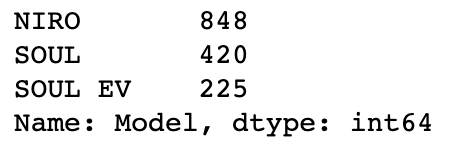 NIRO       848
SOUL       420
SOUL EV    225
Name: Model, dtype: int64